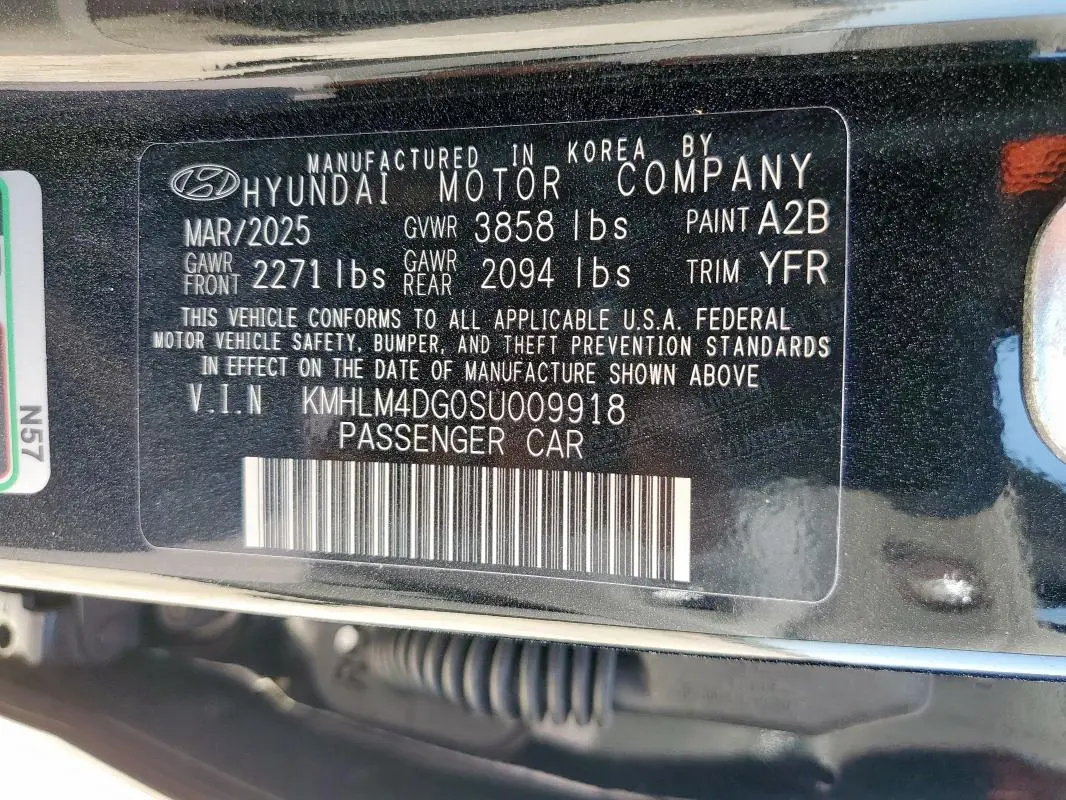 MANUFACTURED IN KOREA BY
HYUNDAI MOTOR COMPANY
MAR/2025 GVWR 3858 lbs PAINT A2B
GAWR FRONT 2271 lbs GAWR REAR 2094 lbs TRIM YFR
THIS VEHICLE CONFORMS TO ALL APPLICABLE U.S.A. FEDERAL
MOTOR VEHICLE SAFETY, BUMPER, AND THEFT PREVENTION STANDARDS
IN EFFECT ON THE DATE OF MANUFACTURE SHOWN ABOVE
V.I.N KMHLM4DG0SU009918
PASSENGER CAR
N57